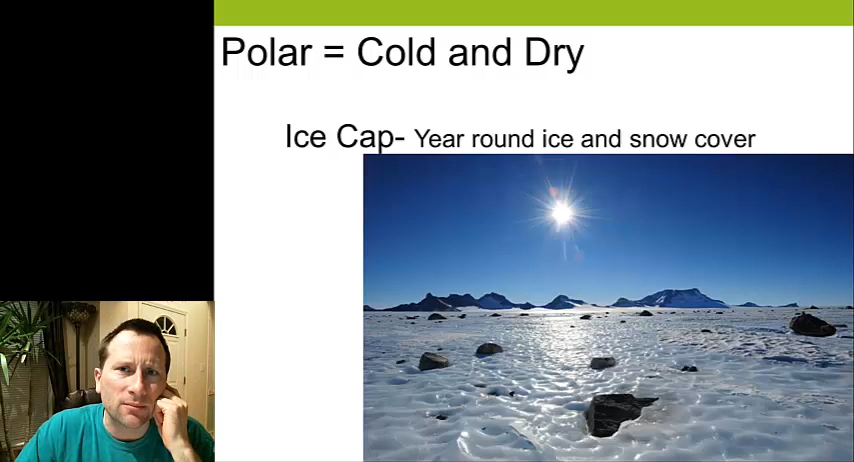 Polar = Cold and Dry
Ice Cap- Year round ice and snow cover